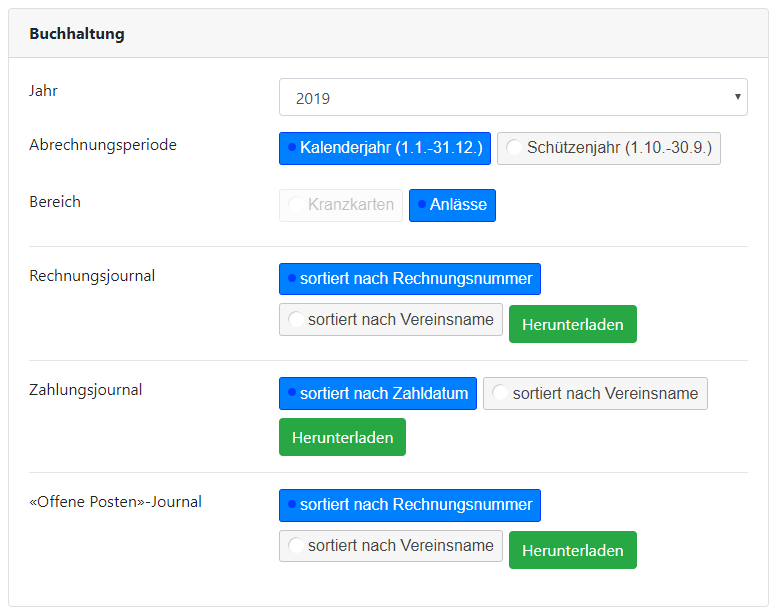 Buchhaltung
Jahr
2019
Abrechnungsperiode
Kalenderjahr (1.1.-31.12.) Schützenjahr (1.10.-30.9.)
Bereich
Kranzkarten Anlässe
Rechnungsjournal
sortiert nach Rechnungsnummer
sortiert nach Vereinsname Herunterladen
Zahlungsjournal
sortiert nach Zahldatum sortiert nach Vereinsname
Herunterladen
«Offene Posten»-Journal
sortiert nach Rechnungsnummer
sortiert nach Vereinsname Herunterladen